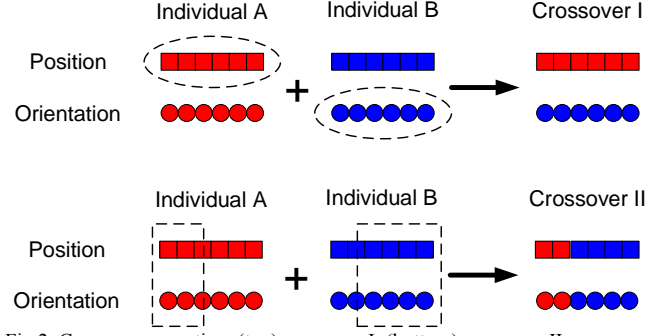 Individual A Individual B Crossover I
Position
+
Orientation
Individual A Individual B Crossover II
Position
+
Orientation